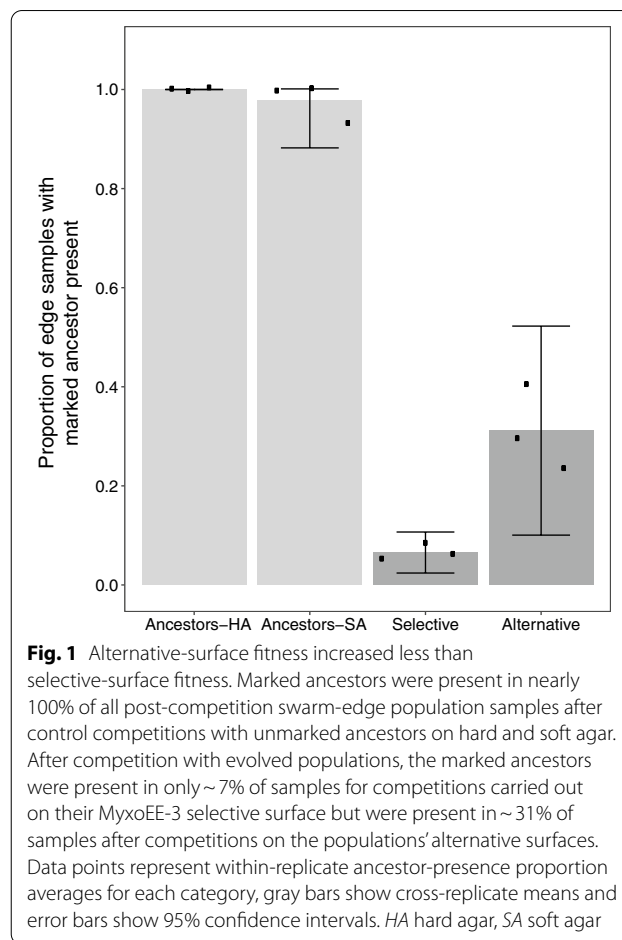 Proportion of edge samples with
marked ancestor present
1.0
0.8
0.6
0.4
0.2
0.0
Ancestors–HA Ancestors–SA Selective Alternative
Fig. 1 Alternative-surface fitness increased less than
selective-surface fitness. Marked ancestors were present in nearly
100% of all post-competition swarm-edge population samples after
control competitions with unmarked ancestors on hard and soft agar.
After competition with evolved populations, the marked ancestors
were present in only ~ 7% of samples for competitions carried out
on their MyxoEE-3 selective surface but were present in ~ 31% of
samples after competitions on the populations’ alternative surfaces.
Data points represent within-replicate ancestor-presence proportion
averages for each category, gray bars show cross-replicate means and
error bars show 95% confidence intervals. HA hard agar, SA soft agar